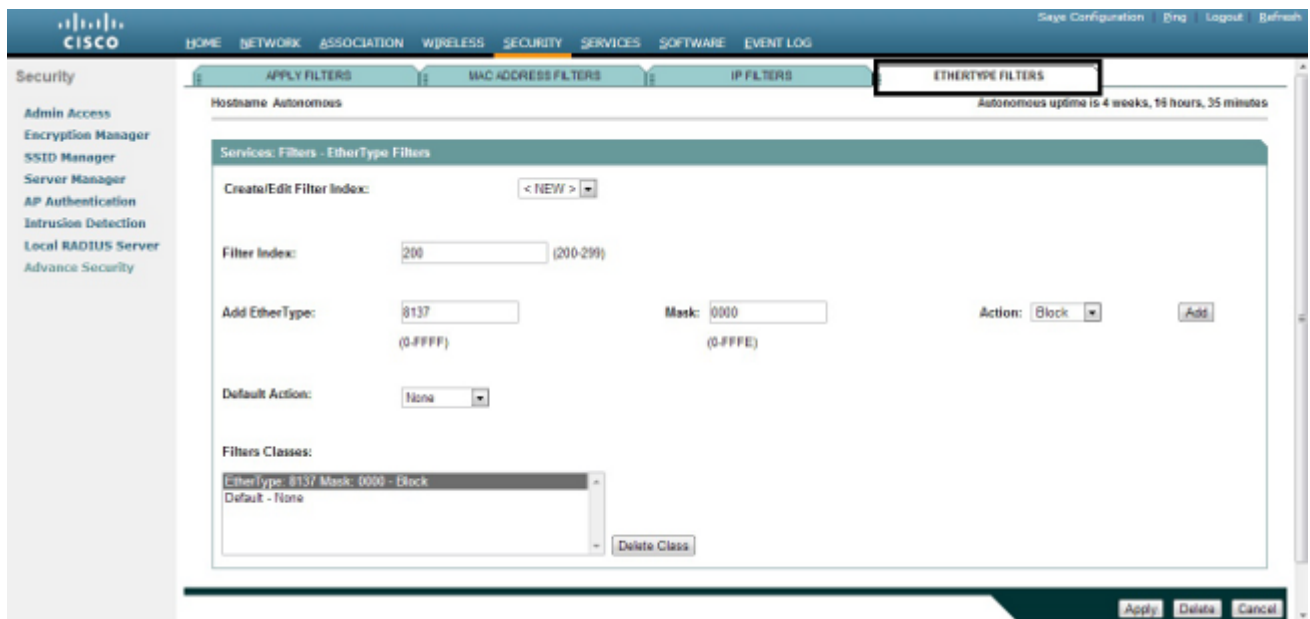 Save Configuration Ping Logout Refresh
CISCO
HOME NETWORK ASSOCIATION WIRELESS SECURITY SERVICES SOFTWARE EVENT LOG
Security
APPLY FILTERS MAC ADDRESS FILTERS IP FILTERS ETHERTYPE FILTERS
Hostname Autonomous Autonomous uptime is 4 weeks, 16 hours, 35 minutes
Admin Access
Encryption Manager
SSID Manager
Server Manager
AP Authentication
Intrusion Detection
Local RADIUS Server
Advance Security
Services: Filters - EtherType Filters
Create/Edit Filter Index: < NEW >
Filter Index: 200 (200-299)
Add EtherType: 8137 Mask: 0000 Action: Block Add
(0-FFFF) (0-FFFE)
Default Action: None
Filters Classes:
EtherType: 8137 Mask: 0000 - Block
Default - None
Delete Class
Apply Delete Cancel